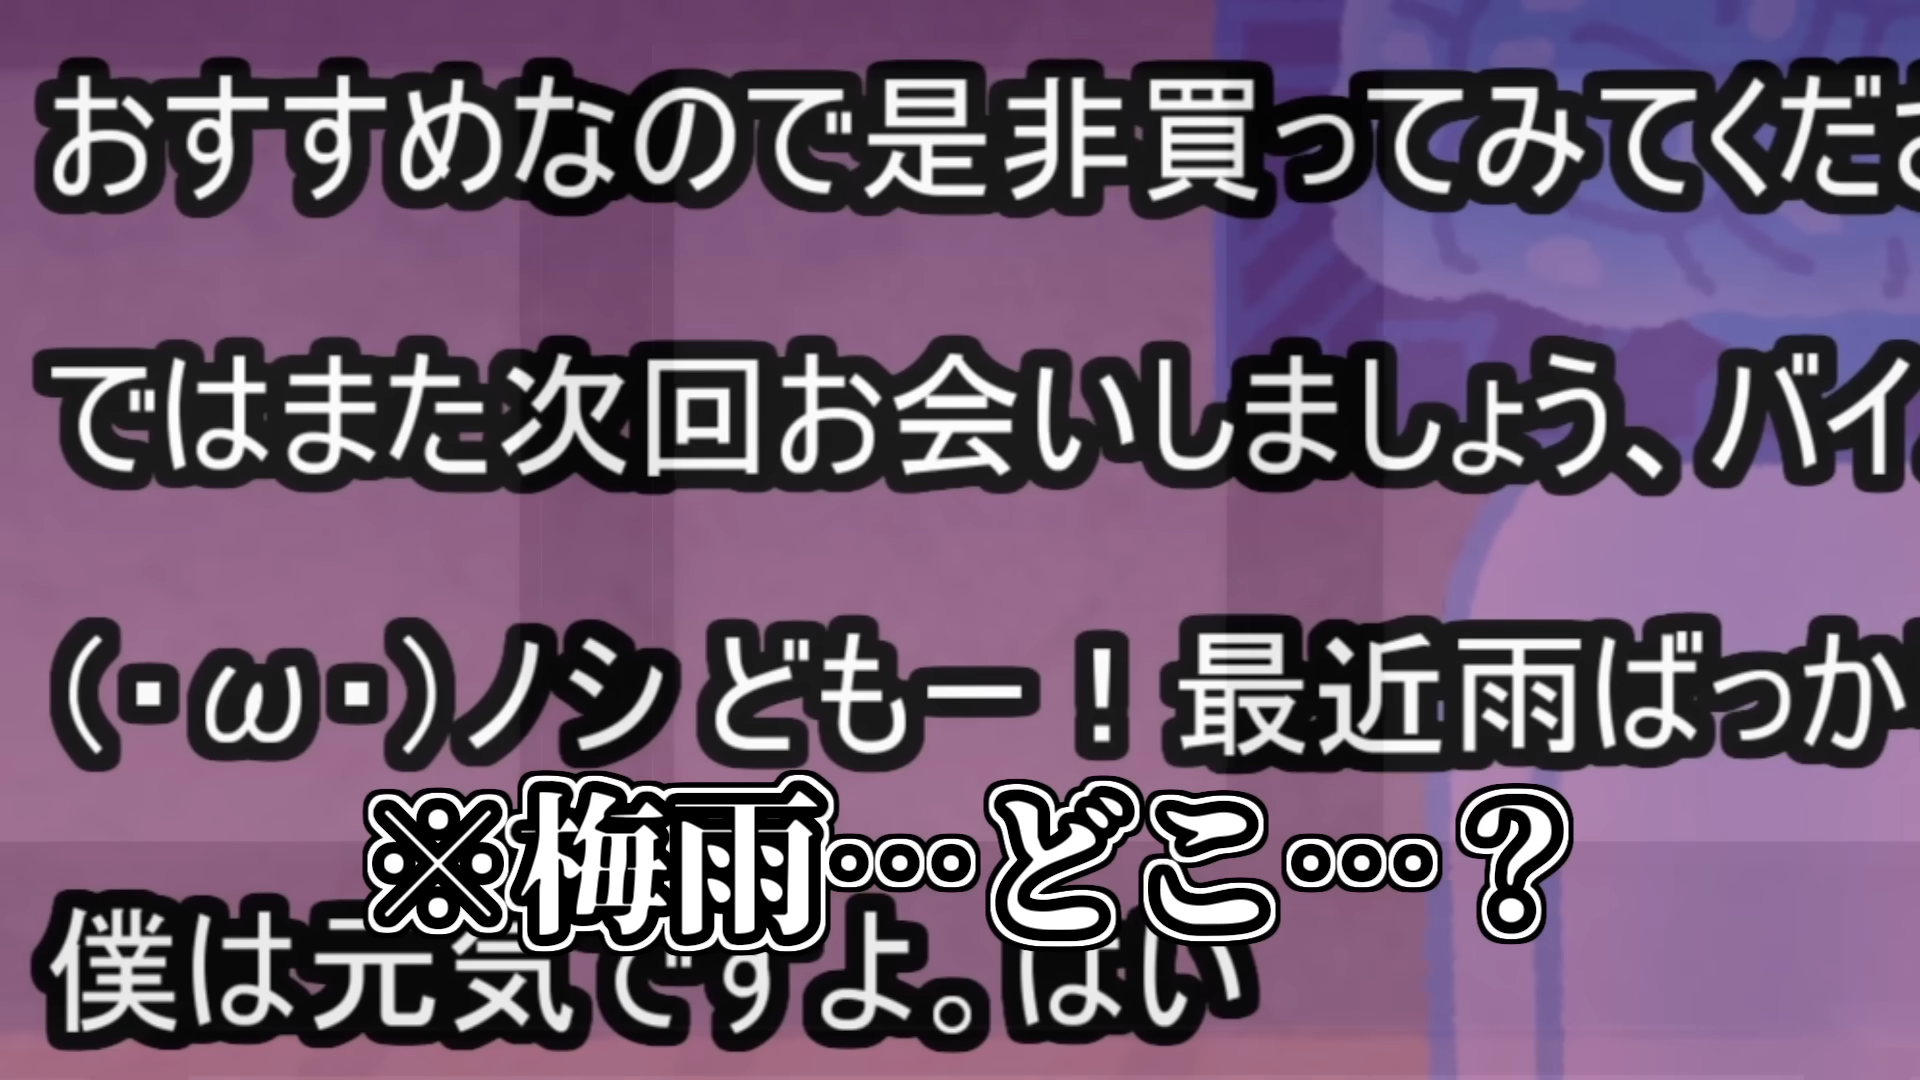 おすすめなので是非買ってみてくださ
ではまた次回お会いしましょう、バイ
(・ω・)ノシ どもー！最近雨ばっか
※梅雨…どこ…？
僕は元気ですよ。はい